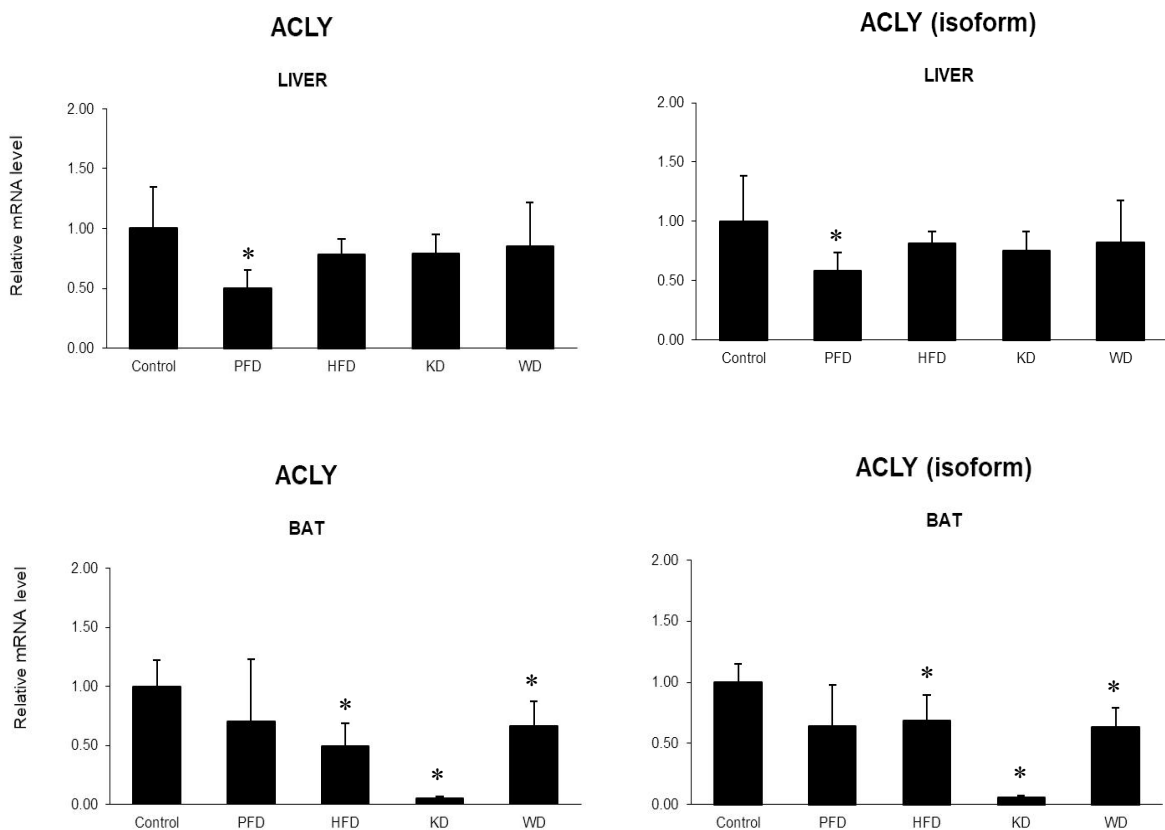 ACLY
LIVER
Relative mRNA level
2.00
1.50
1.00
0.50
0.00
*
Control PFD HFD KD WD
ACLY (isoform)
LIVER
2.00
1.50
1.00
0.50
0.00
*
Control PFD HFD KD WD
ACLY
BAT
Relative mRNA level
2.00
1.50
1.00
0.50
0.00
* * *
Control PFD HFD KD WD
ACLY (isoform)
BAT
2.00
1.50
1.00
0.50
0.00
* * *
Control PFD HFD KD WD